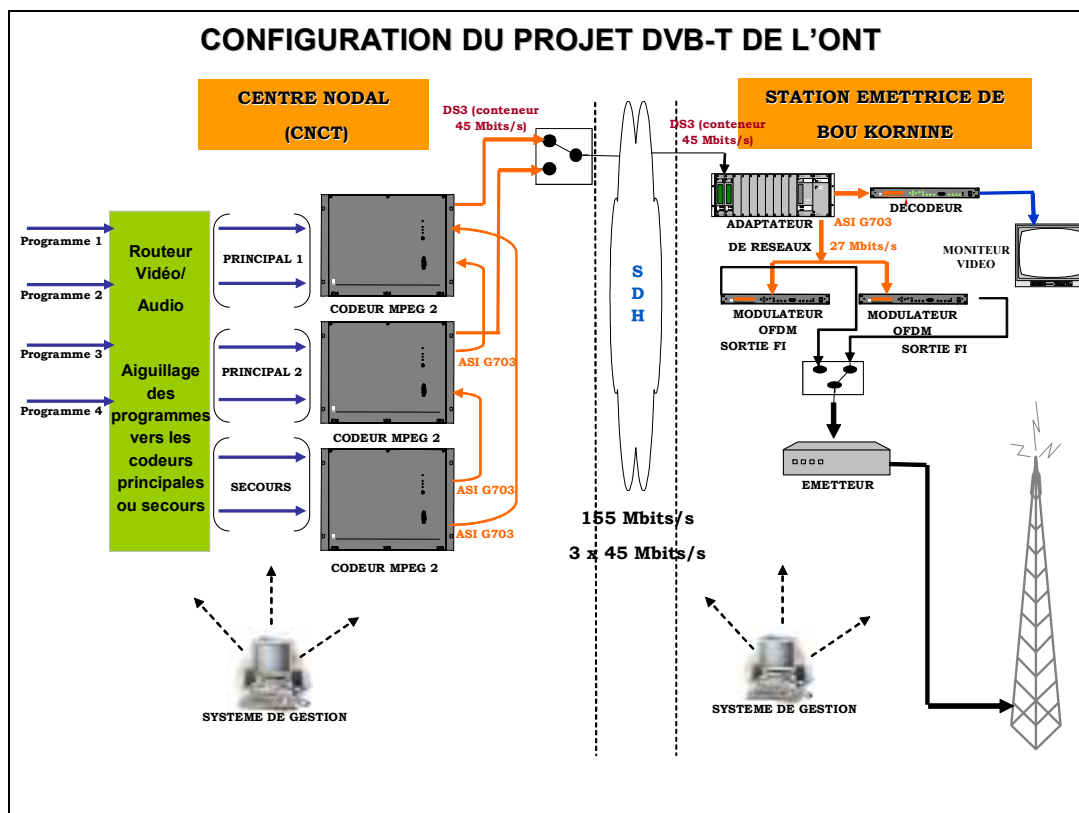 CONFIGURATION DU PROJET DVB-T DE L'ONT
CENTRE NODAL
(CNCT)
DS3 (conteneur
45 Mbits/s)
DS3 (conteneur
45 Mbits/s)
STATION EMETTRICE DE
BOU KORNINE
Programme 1
Programme 2
Programme 3
Programme 4
Routeur
Vidéo/
Audio
Aiguillage
des
programmes
vers les
codeurs
principales
ou secours
PRINCIPAL 1
PRINCIPAL 2
SECOURS
CODEUR MPEG 2
ASI G703
CODEUR MPEG 2
ASI G703
ASI G703
CODEUR MPEG 2
S
D
H
155 Mbits/s
3 x 45 Mbits/s
ADAPTATEUR
DE RESEAUX
ASI G703
27 Mbits/s
DECODEUR
MONITEUR
VIDEO
MODULATEUR
OFDM
SORTIE FI
MODULATEUR
OFDM
SORTIE FI
EMETTEUR
SYSTEME DE GESTION
SYSTEME DE GESTION